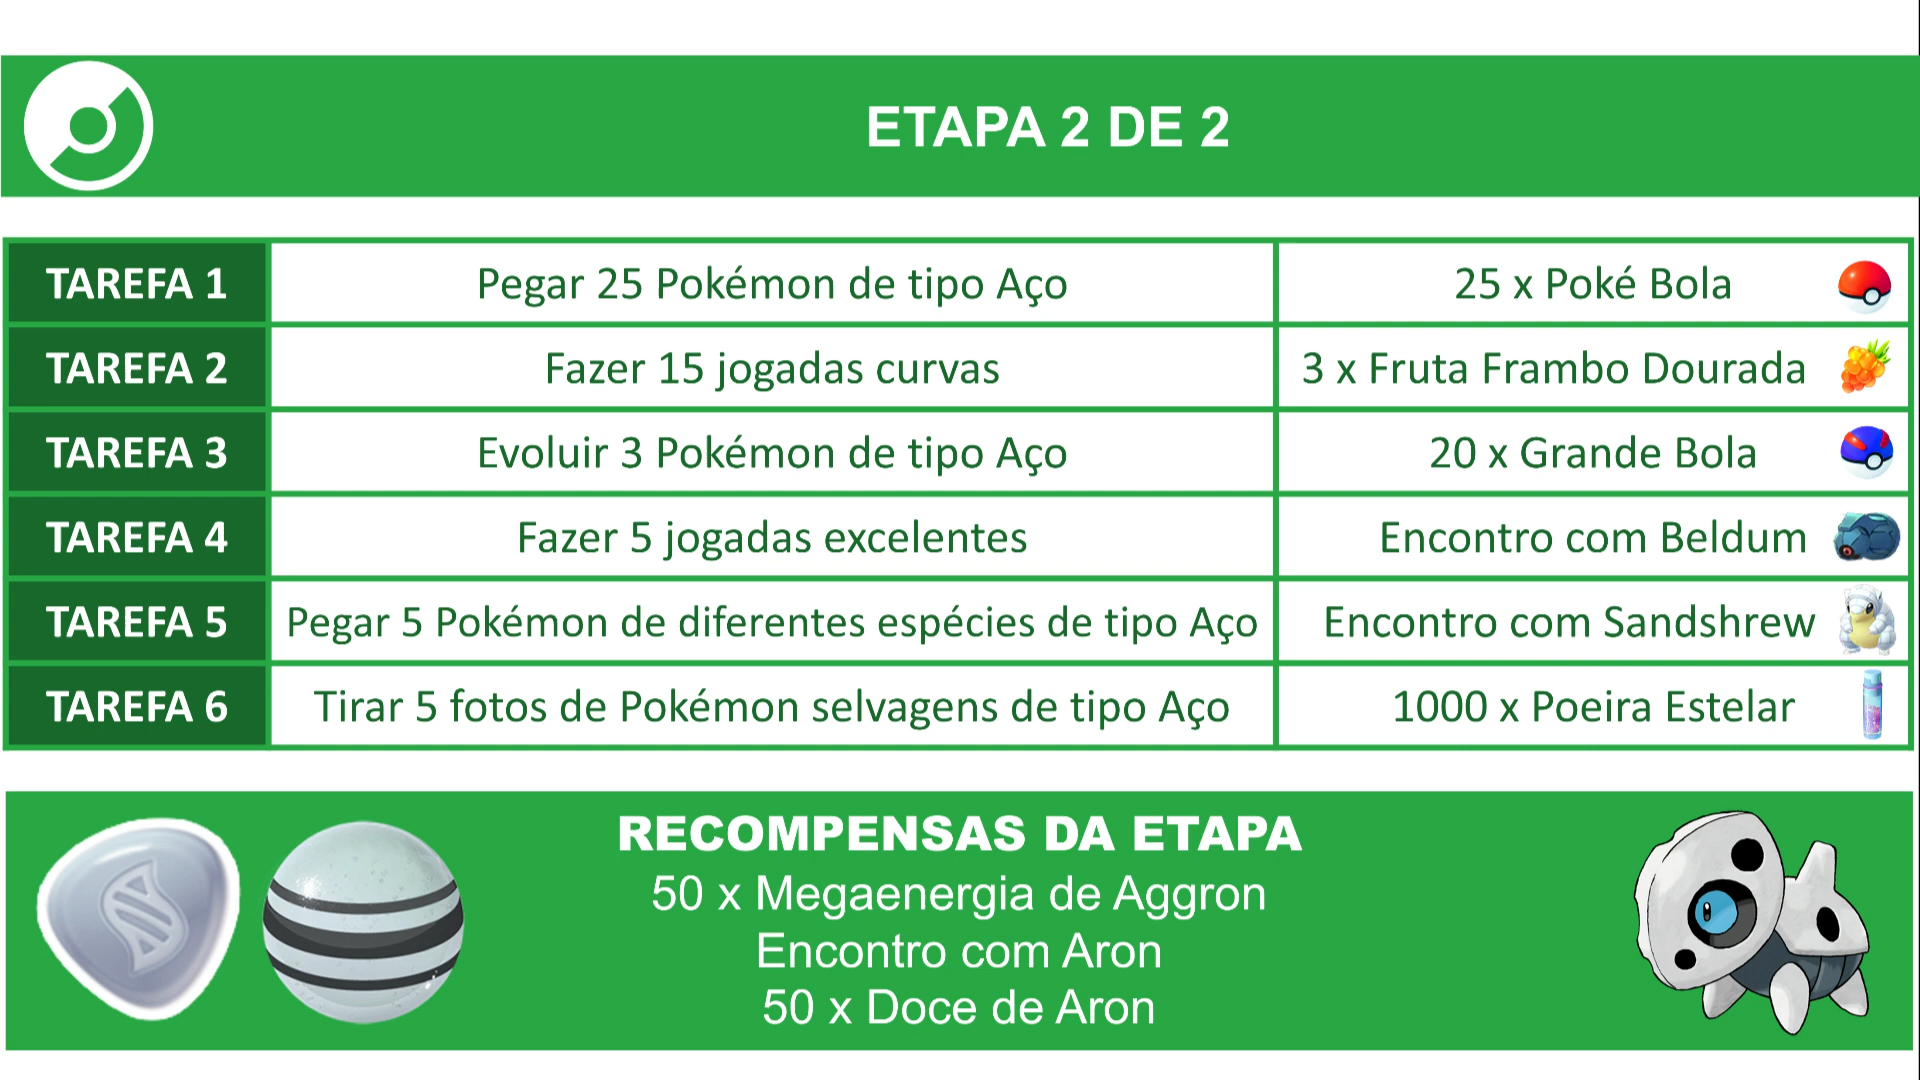 ETAPA 2 DE 2
TAREFA 1 Pegar 25 Pokémon de tipo Aço 25 x Poké Bola
TAREFA 2 Fazer 15 jogadas curvas 3 x Fruta Frambo Dourada
TAREFA 3 Evoluir 3 Pokémon de tipo Aço 20 x Grande Bola
TAREFA 4 Fazer 5 jogadas excelentes Encontro com Beldum
TAREFA 5 Pegar 5 Pokémon de diferentes espécies de tipo Aço Encontro com Sandshrew
TAREFA 6 Tirar 5 fotos de Pokémon selvagens de tipo Aço 1000 x Poeira Estelar
RECOMPENSAS DA ETAPA
50 x Megaenergia de Aggron
Encontro com Aron
50 x Doce de Aron